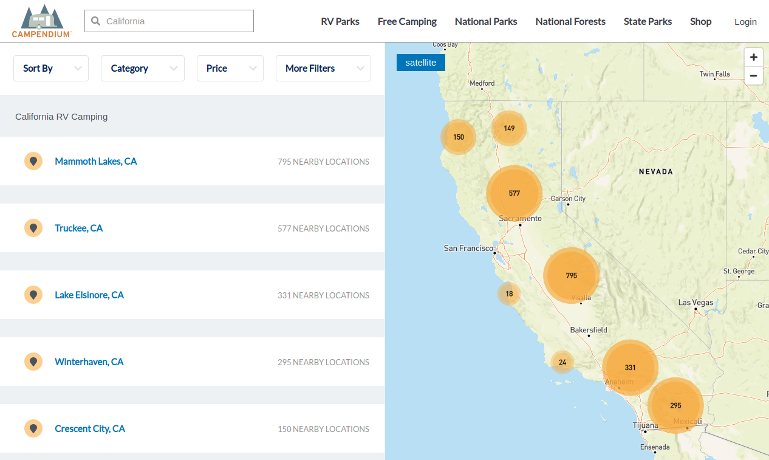 CAMPENDIUM
California
RV Parks
Free Camping
National Parks
National Forests
State Parks
Shop
Login
Sort By
Category
Price
More Filters
California RV Camping
Mammoth Lakes, CA
795 NEARBY LOCATIONS
Truckee, CA
577 NEARBY LOCATIONS
Lake Elsinore, CA
331 NEARBY LOCATIONS
Winterhaven, CA
295 NEARBY LOCATIONS
Crescent City, CA
150 NEARBY LOCATIONS
Coos Bay
satellite
+
−
Twin Falls
Medford
149
150
NEVADA
577
Carson City
Sacramento
San Francisco
Cedar City
St. George
795
18
Visalia
Las Vegas
Bakersfield
24
331
Anaheim
295
Mexicali
Tijuana
Ensenada